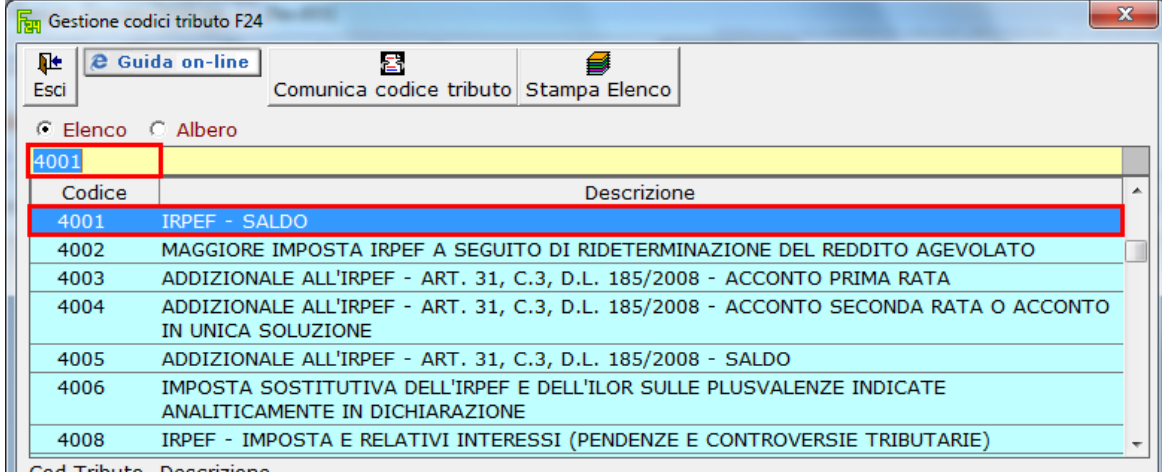 Gestione codici tributo F24
Guida on-line
Esci Comunica codice tributo Stampa Elenco
Elenco Albero
4001
Codice Descrizione
4001 IRPEF - SALDO
4002 MAGGIORE IMPOSTA IRPEF A SEGUITO DI RIDETERMINAZIONE DEL REDDITO AGEVOLATO
4003 ADDIZIONALE ALL'IRPEF - ART. 31, C.3, D.L. 185/2008 - ACCONTO PRIMA RATA
4004 ADDIZIONALE ALL'IRPEF - ART. 31, C.3, D.L. 185/2008 - ACCONTO SECONDA RATA O ACCONTO
IN UNICA SOLUZIONE
4005 ADDIZIONALE ALL'IRPEF - ART. 31, C.3, D.L. 185/2008 - SALDO
4006 IMPOSTA SOSTITUTIVA DELL'IRPEF E DELL'ILOR SULLE PLUSVALENZE INDICATE
ANALITICAMENTE IN DICHIARAZIONE
4008 IRPEF - IMPOSTA E RELATIVI INTERESSI (PENDENZE E CONTROVERSIE TRIBUTARIE)
Cod.Tributo Descrizione